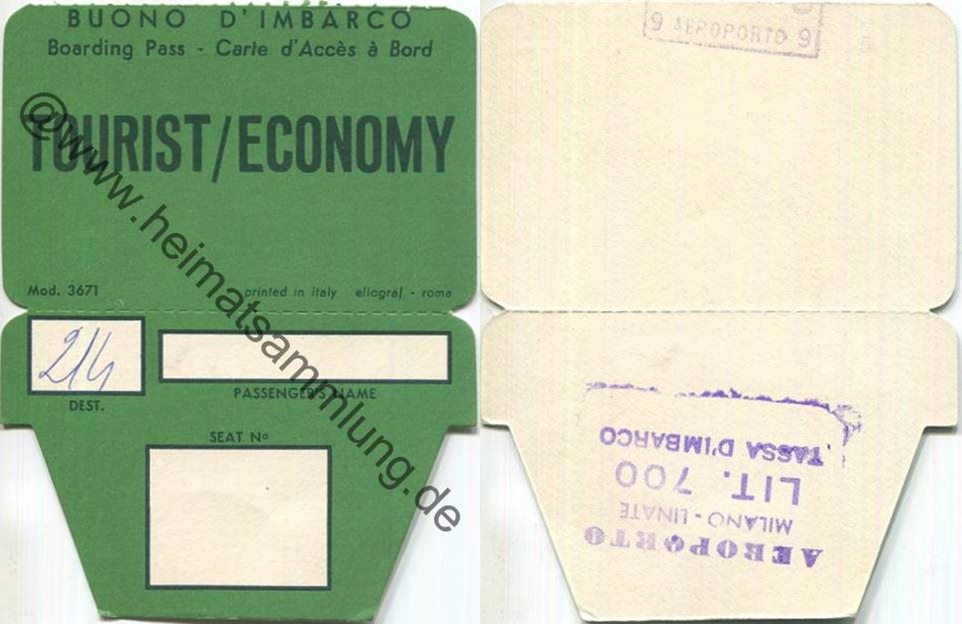 BUONO D'IMBARCO
Boarding Pass - Carte d'Accès à Bord
TOURIST/ECONOMY
Mod. 3671
printed in italy eliograf - roma
214
DEST.
PASSENGER'S NAME
SEAT Nº
@www.heimatsammlung.de
9 AEROPORTO 9
AEROPORTO
MILANO - LINATE
LIT. 700
TASSA D'IMBARCO